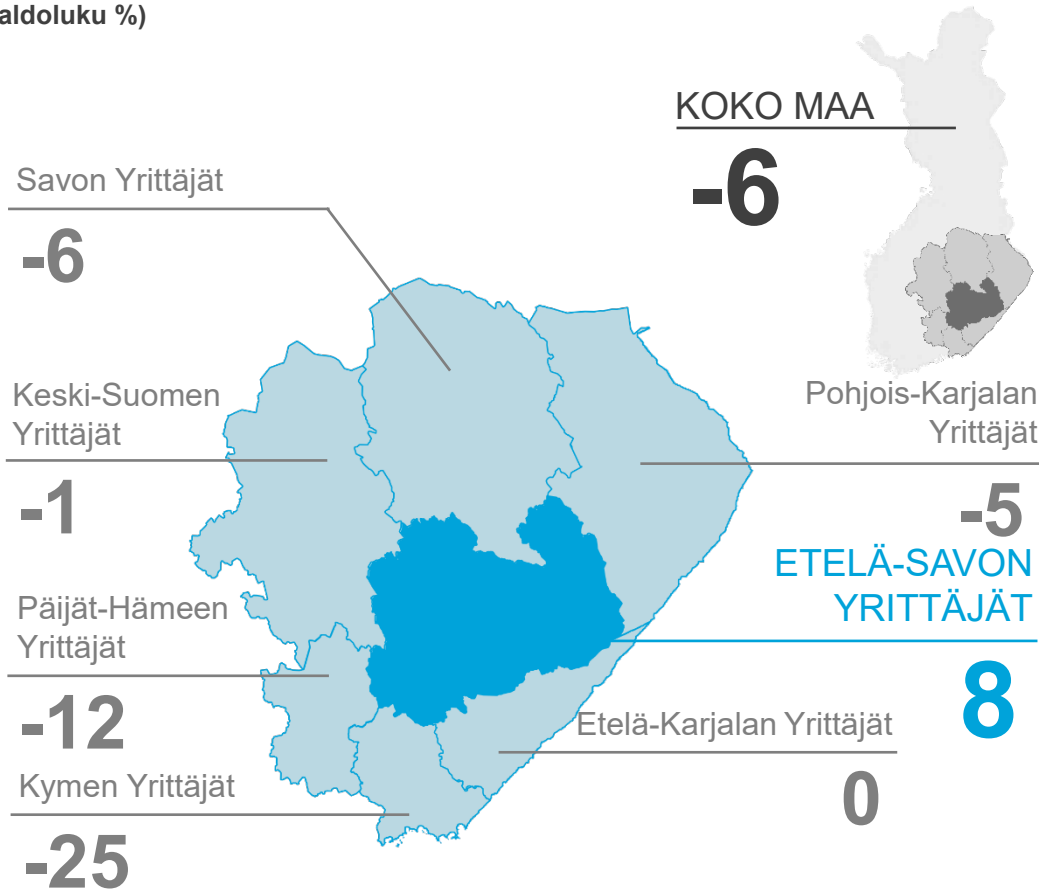 aldoluku %)
KOKO MAA
-6
Savon Yrittäjät
-6
Keski-Suomen
Yrittäjät
-1
Pohjois-Karjalan
Yrittäjät
-5
ETELÄ-SAVON
YRITTÄJÄT
8
Päijät-Hämeen
Yrittäjät
-12
Etelä-Karjalan Yrittäjät
0
Kymen Yrittäjät
-25